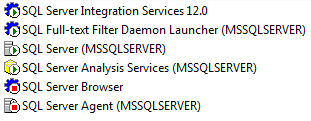 SQL Server Integration Services 12.0
SQL Full-text Filter Daemon Launcher (MSSQLSERVER)
SQL Server (MSSQLSERVER)
SQL Server Analysis Services (MSSQLSERVER)
SQL Server Browser
SQL Server Agent (MSSQLSERVER)